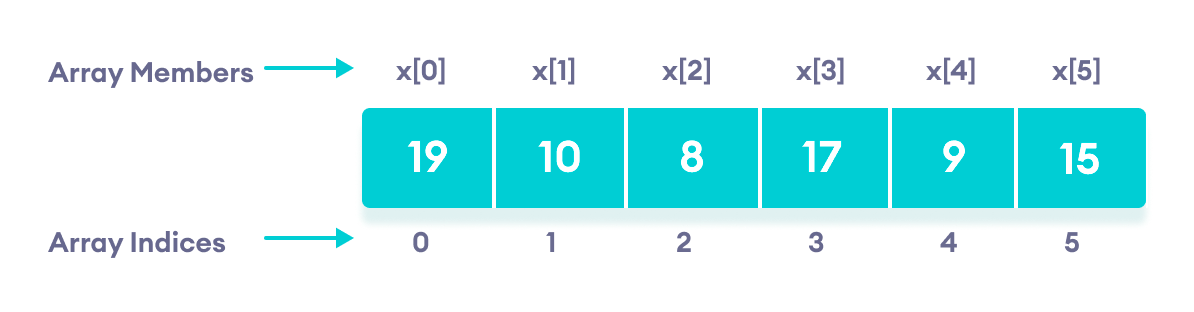 Array Members x[0] x[1] x[2] x[3] x[4] x[5]
19 10 8 17 9 15
Array Indices 0 1 2 3 4 5